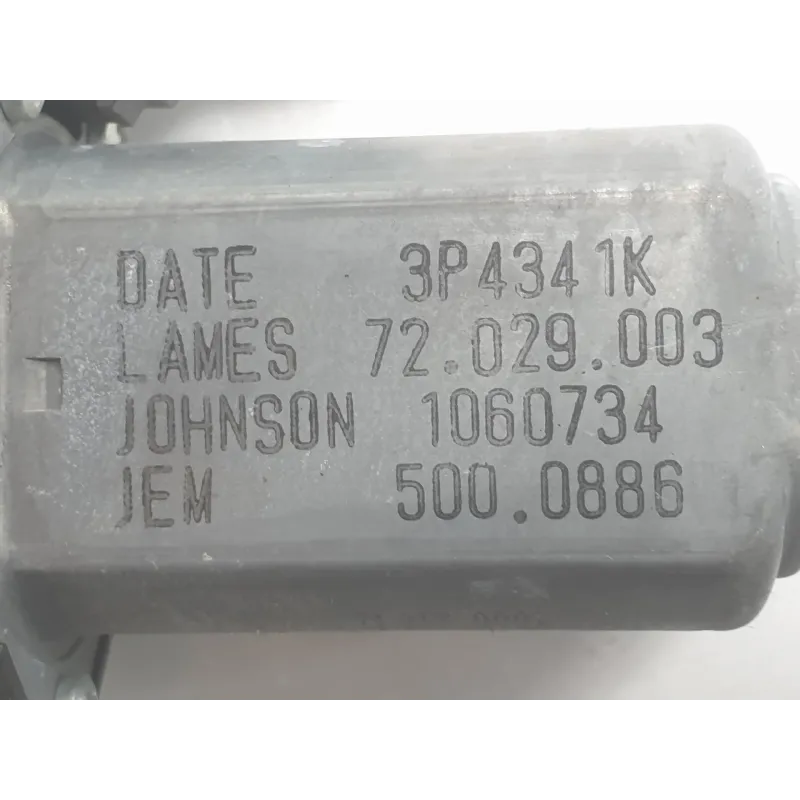 DATE 3P4341K
LAMES 72.029.003
JOHNSON 1060734
JEM 500.0886